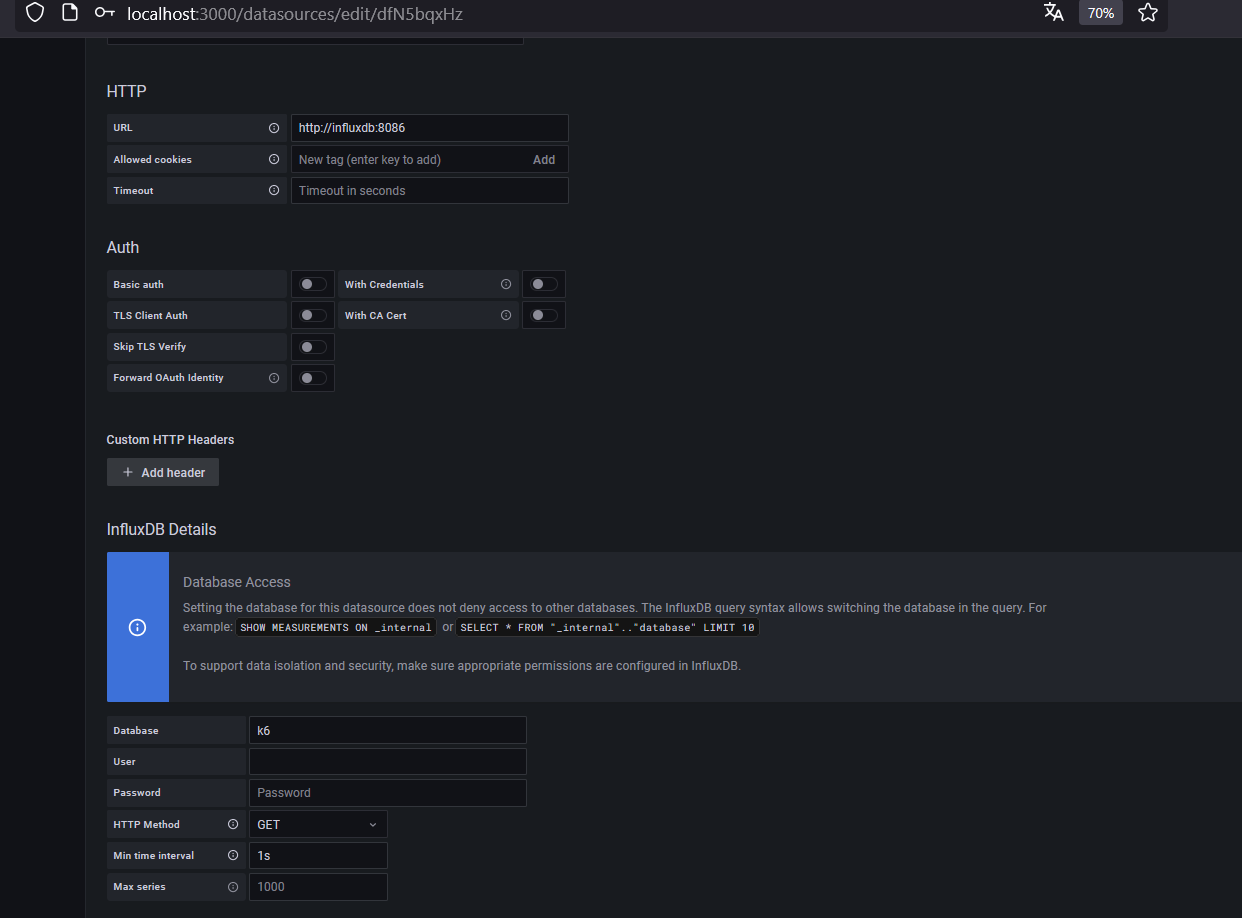 localhost:3000/datasources/edit/dfN5bqxHz 70%
HTTP
URL http://influxdb:8086
Allowed cookies New tag (enter key to add) Add
Timeout Timeout in seconds
Auth
Basic auth With Credentials
TLS Client Auth With CA Cert
Skip TLS Verify
Forward OAuth Identity
Custom HTTP Headers
+ Add header
InfluxDB Details
Database Access
Setting the database for this datasource does not deny access to other databases. The InfluxDB query syntax allows switching the database in the query. For
example: SHOW MEASUREMENTS ON _internal or SELECT * FROM "_internal".."database" LIMIT 10
To support data isolation and security, make sure appropriate permissions are configured in InfluxDB.
Database k6
User
Password Password
HTTP Method GET
Min time interval 1s
Max series 1000